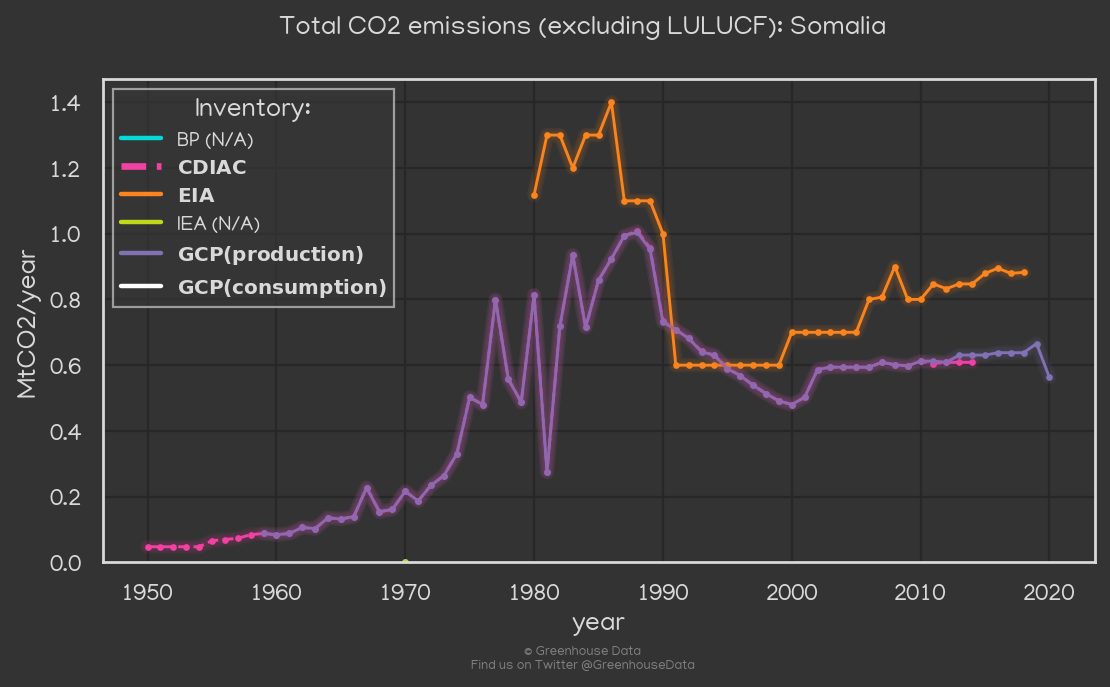 Total CO2 emissions (excluding LULUCF): Somalia
Inventory:
BP (N/A)
CDIAC
EIA
IEA (N/A)
GCP(production)
GCP(consumption)
MtCO2/year
1.4
1.2
1.0
0.8
0.6
0.4
0.2
0.0
1950 1960 1970 1980 1990 2000 2010 2020
year
© Greenhouse Data
Find us on Twitter @GreenhouseData